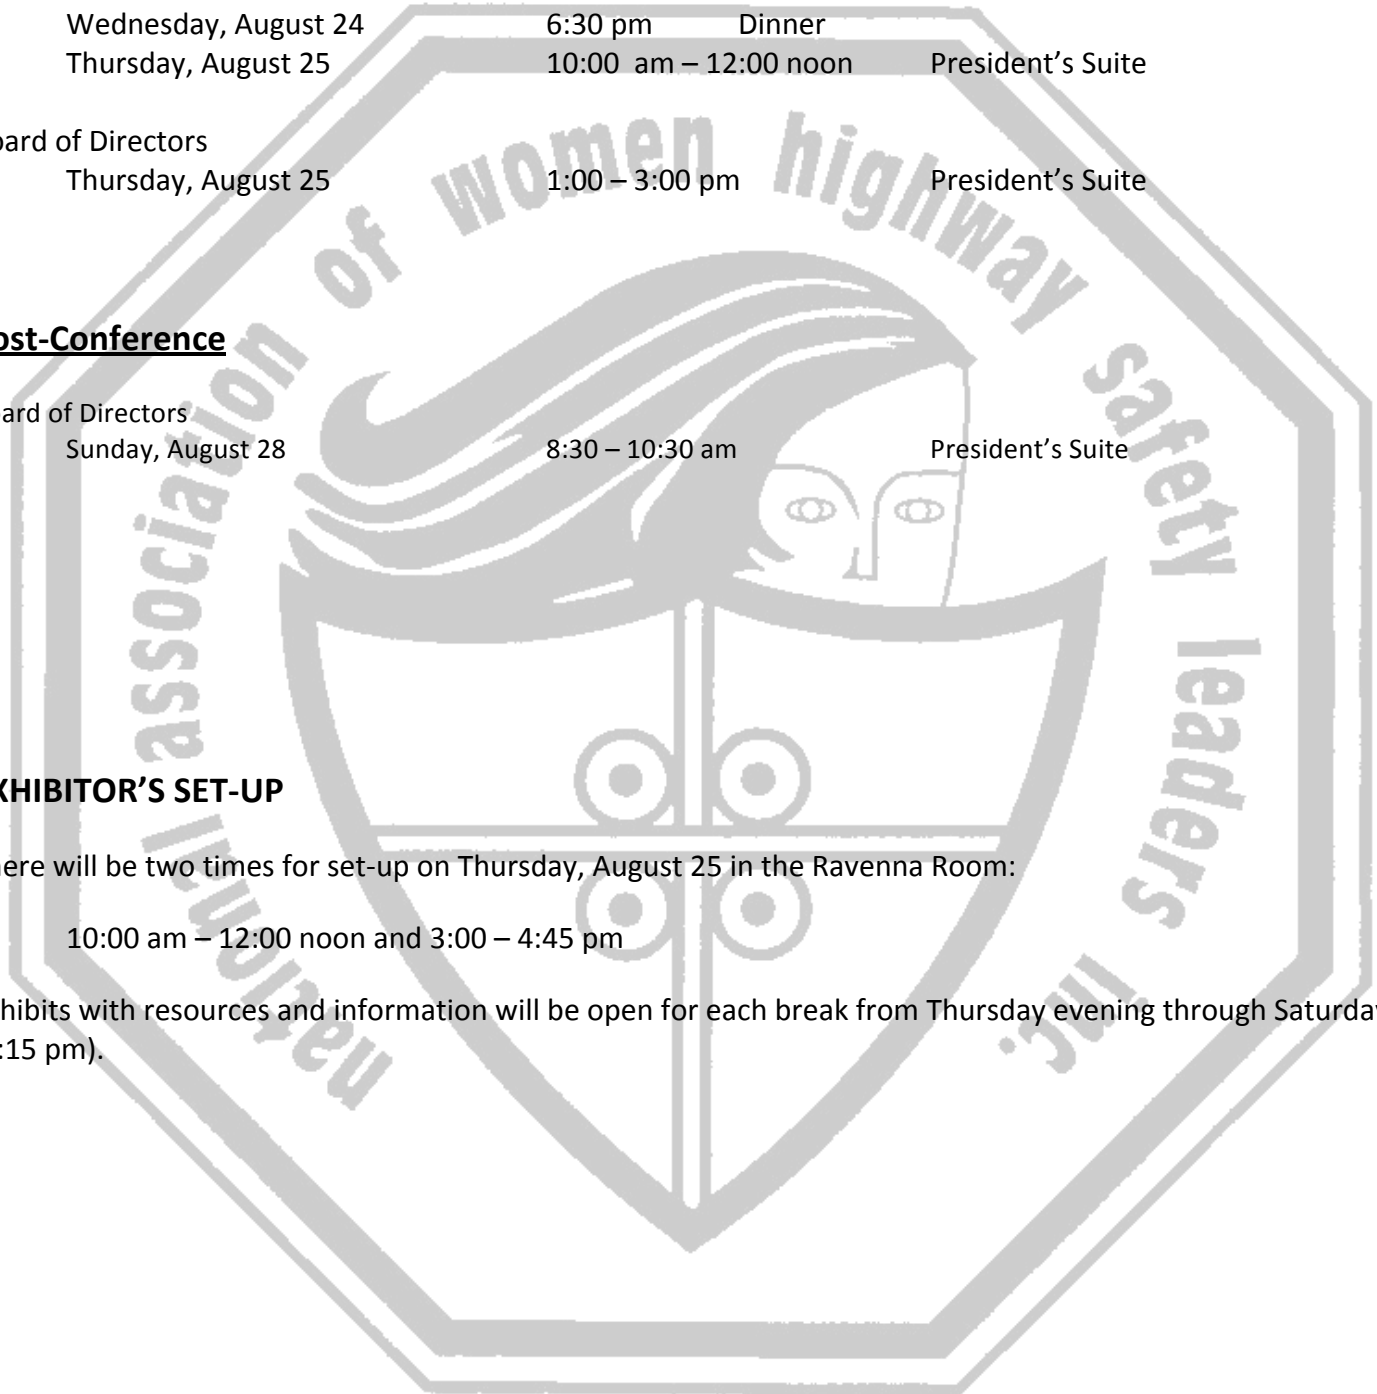 Wednesday, August 24 6:30 pm Dinner
Thursday, August 25 10:00 am – 12:00 noon President's Suite
oard of Directors
Thursday, August 25 1:00 – 3:00 pm President's Suite
ost-Conference
oard of Directors
Sunday, August 28 8:30 – 10:30 am President's Suite
XHIBITOR'S SET-UP
here will be two times for set-up on Thursday, August 25 in the Ravenna Room:
10:00 am – 12:00 noon and 3:00 – 4:45 pm
hibits with resources and information will be open for each break from Thursday evening through Saturday
:15 pm).
national association of women highway safety leaders inc.